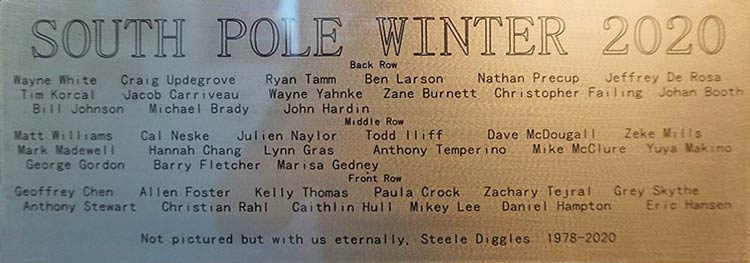 SOUTH POLE WINTER 2020
Back Row
Wayne White Craig Updegrove Ryan Tamm Ben Larson Nathan Precup Jeffrey De Rosa
Tim Korcal Jacob Carriveau Wayne Yahnke Zane Burnett Christopher Failing Johan Booth
Bill Johnson Michael Brady John Hardin
Middle Row
Matt Williams Cal Neske Julien Naylor Todd Iliff Dave McDougall Zeke Mills
Mark Madewell Hannah Chang Lynn Gras Anthony Temperino Mike McClure Yuya Makino
George Gordon Barry Fletcher Marisa Gedney
Front Row
Geoffrey Chen Allen Foster Kelly Thomas Paula Crock Zachary Tejral Grey Skythe
Anthony Stewart Christian Rahl Caithlin Hull Mikey Lee Daniel Hampton Eric Hansen
Not pictured but with us eternally, Steele Diggles 1978-2020